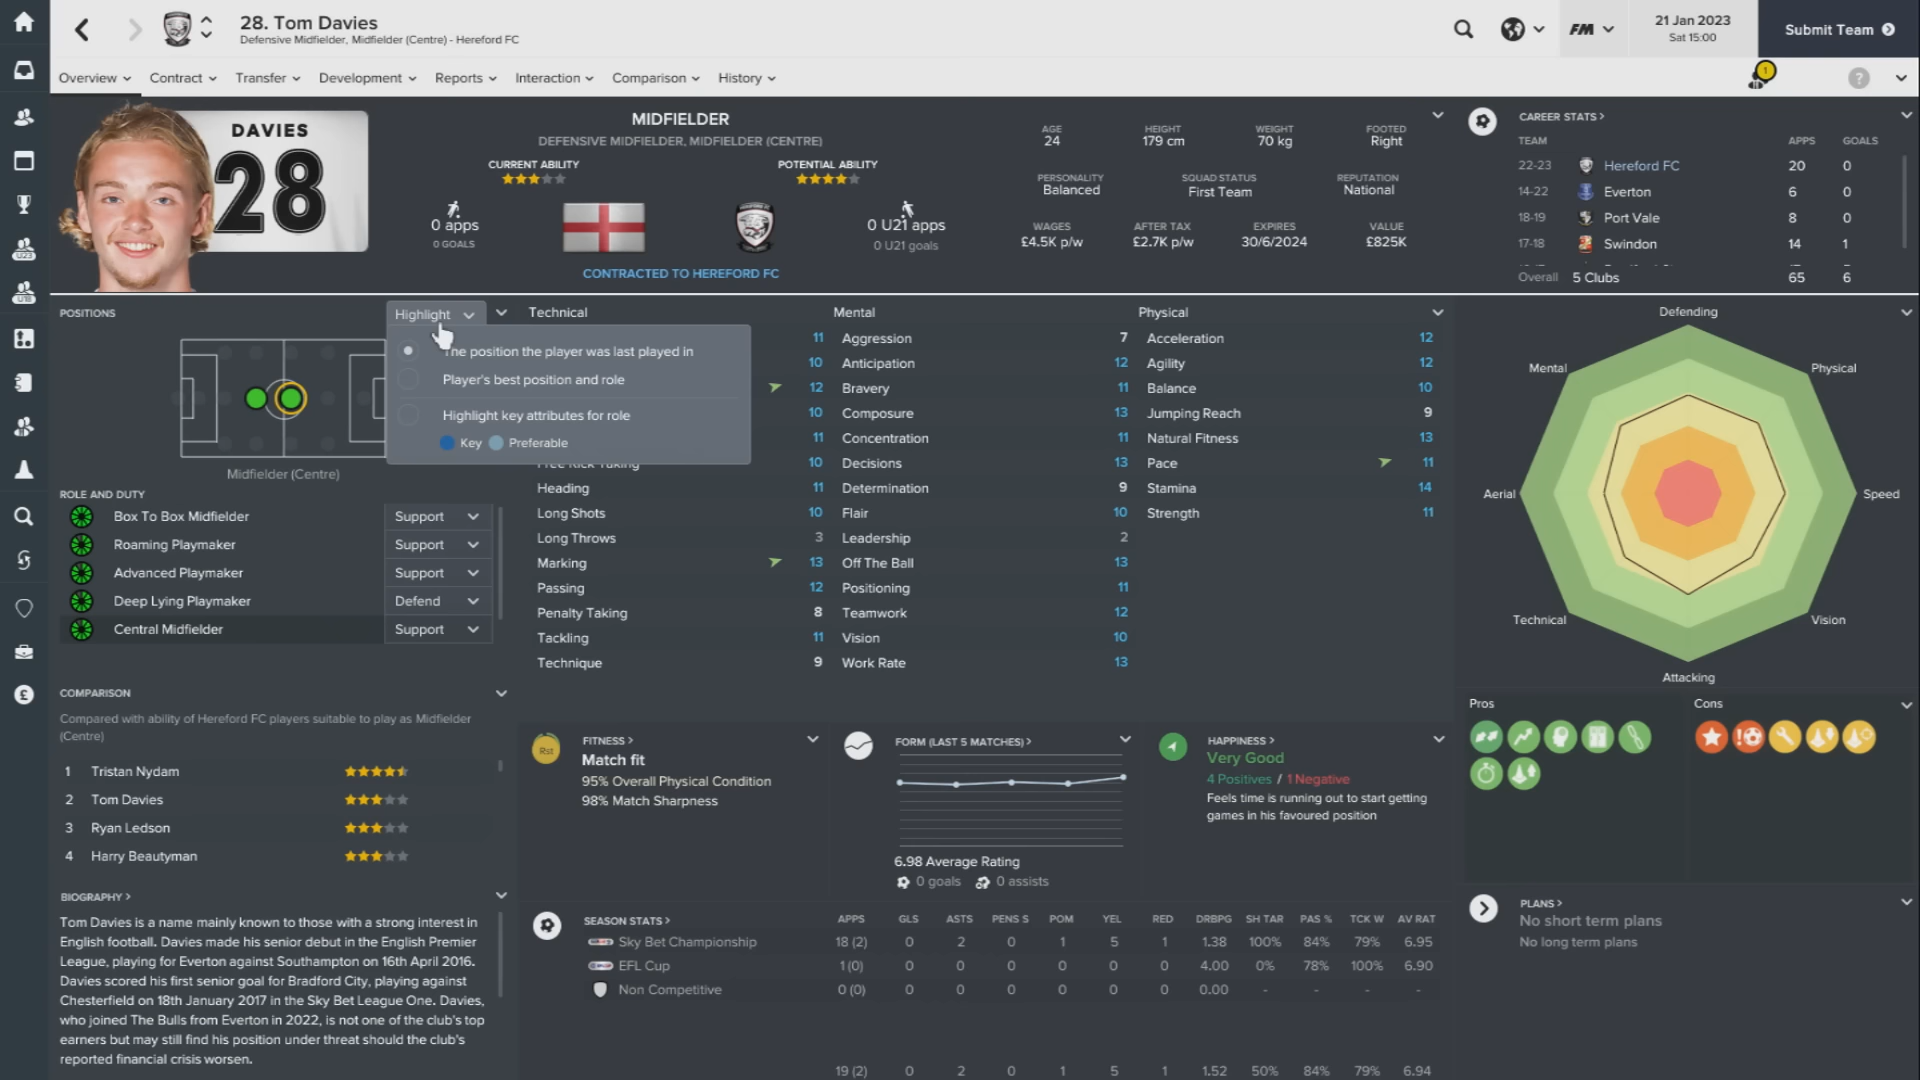 28. Tom Davies
Defensive Midfielder, Midfielder (Centre) - Hereford FC
FM
21 Jan 2023
Sat 15:00
Submit Team
Overview
Contract
Transfer
Development
Reports
Interaction
Comparison
History
1
?
DAVIES
28
MIDFIELDER
DEFENSIVE MIDFIELDER, MIDFIELDER (CENTRE)
CURRENT ABILITY
POTENTIAL ABILITY
0 apps
0 GOALS
0 U21 apps
0 U21 goals
CONTRACTED TO HEREFORD FC
AGE HEIGHT WEIGHT FOOTED
24 179 cm 70 kg Right
PERSONALITY SQUAD STATUS REPUTATION
Balanced First Team National
WAGES AFTER TAX EXPIRES VALUE
£4.5K p/w £2.7K p/w 30/6/2024 £825K
CAREER STATS >
TEAM APPS GOALS
22-23 Hereford FC 20 0
14-22 Everton 6 0
18-19 Port Vale 8 0
17-18 Swindon 14 1
Overall 5 Clubs 65 6
U23
U18
POSITIONS
Highlight
The position the player was last played in
Player's best position and role
Highlight key attributes for role
Key Preferable
Midfielder (Centre)
ROLE AND DUTY
Box To Box Midfielder Support
Roaming Playmaker Support
Advanced Playmaker Support
Deep Lying Playmaker Defend
Central Midfielder Support
Technical
11
10
12
10
11
Free Kick Taking 10
Heading 11
Long Shots 10
Long Throws 3
Marking 13
Passing 12
Penalty Taking 8
Tackling 11
Technique 9
Mental
Aggression 7
Anticipation 12
Bravery 11
Composure 13
Concentration 11
Decisions 13
Determination 9
Flair 10
Leadership 2
Off The Ball 13
Positioning 11
Teamwork 12
Vision 10
Work Rate 13
Physical
Acceleration 12
Agility 12
Balance 10
Jumping Reach 9
Natural Fitness 13
Pace 11
Stamina 14
Strength 11
Defending
Mental
Physical
Aerial
Speed
Technical
Vision
Attacking
COMPARISON
Compared with ability of Hereford FC players suitable to play as Midfielder
(Centre)
1 Tristan Nydam
2 Tom Davies
3 Ryan Ledson
4 Harry Beautyman
FITNESS >
Rst
Match fit
95% Overall Physical Condition
98% Match Sharpness
FORM (LAST 5 MATCHES) >
6.98 Average Rating
0 goals 0 assists
HAPPINESS >
Very Good
4 Positives / 1 Negative
Feels time is running out to start getting
games in his favoured position
Pros
Cons
BIOGRAPHY >
Tom Davies is a name mainly known to those with a strong interest in
English football. Davies made his senior debut in the English Premier
League, playing for Everton against Southampton on 16th April 2016.
Davies scored his first senior goal for Bradford City, playing against
Chesterfield on 18th January 2017 in the Sky Bet League One. Davies,
who joined The Bulls from Everton in 2022, is not one of the club's top
earners but may still find his position under threat should the club's
reported financial crisis worsen.
SEASON STATS > APPS GLS ASTS PENS S POM YEL RED DRBPG SH TAR PAS % TCK W AV RAT
Sky Bet Championship 18 (2) 0 2 0 1 5 1 1.38 100% 84% 79% 6.95
EFL Cup 1 (0) 0 0 0 0 0 0 4.00 0% 78% 100% 6.90
Non Competitive 0 (0) 0 0 0 0 0 0 0.00 - - - -
19 (2) 0 2 0 1 5 1 1.52 50% 84% 79% 6.94
PLANS >
No short term plans
No long term plans